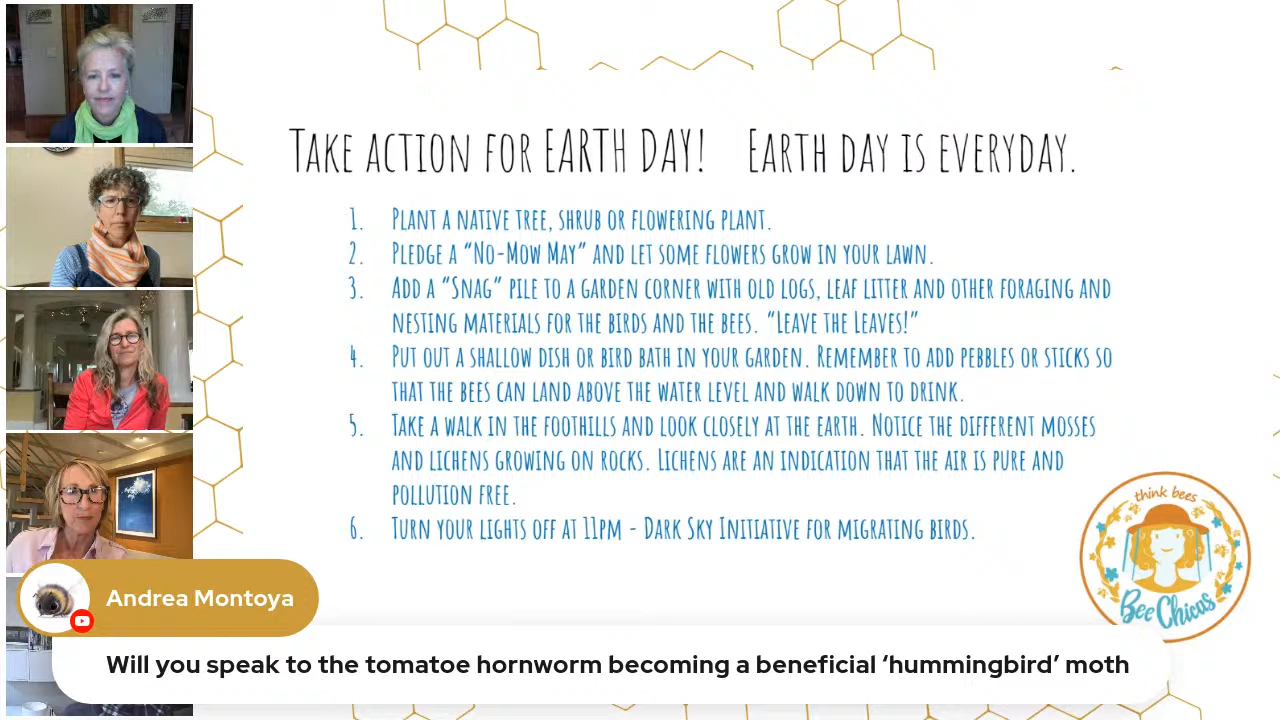 TAKE ACTION FOR EARTH DAY! EARTH DAY IS EVERYDAY.
1. PLANT A NATIVE TREE, SHRUB OR FLOWERING PLANT.
2. PLEDGE A “NO-MOW MAY” AND LET SOME FLOWERS GROW IN YOUR LAWN.
3. ADD A “SNAG” PILE TO A GARDEN CORNER WITH OLD LOGS, LEAF LITTER AND OTHER FORAGING AND
NESTING MATERIALS FOR THE BIRDS AND THE BEES. “LEAVE THE LEAVES!”
4. PUT OUT A SHALLOW DISH OR BIRD BATH IN YOUR GARDEN. REMEMBER TO ADD PEBBLES OR STICKS SO
THAT THE BEES CAN LAND ABOVE THE WATER LEVEL AND WALK DOWN TO DRINK.
5. TAKE A WALK IN THE FOOTHILLS AND LOOK CLOSELY AT THE EARTH. NOTICE THE DIFFERENT MOSSES
AND LICHENS GROWING ON ROCKS. LICHENS ARE AN INDICATION THAT THE AIR IS PURE AND
POLLUTION FREE.
6. TURN YOUR LIGHTS OFF AT 11PM - DARK SKY INITIATIVE FOR MIGRATING BIRDS.
think bees
Bee Chicas
Andrea Montoya
Will you speak to the tomatoe hornworm becoming a beneficial ‘hummingbird’ moth